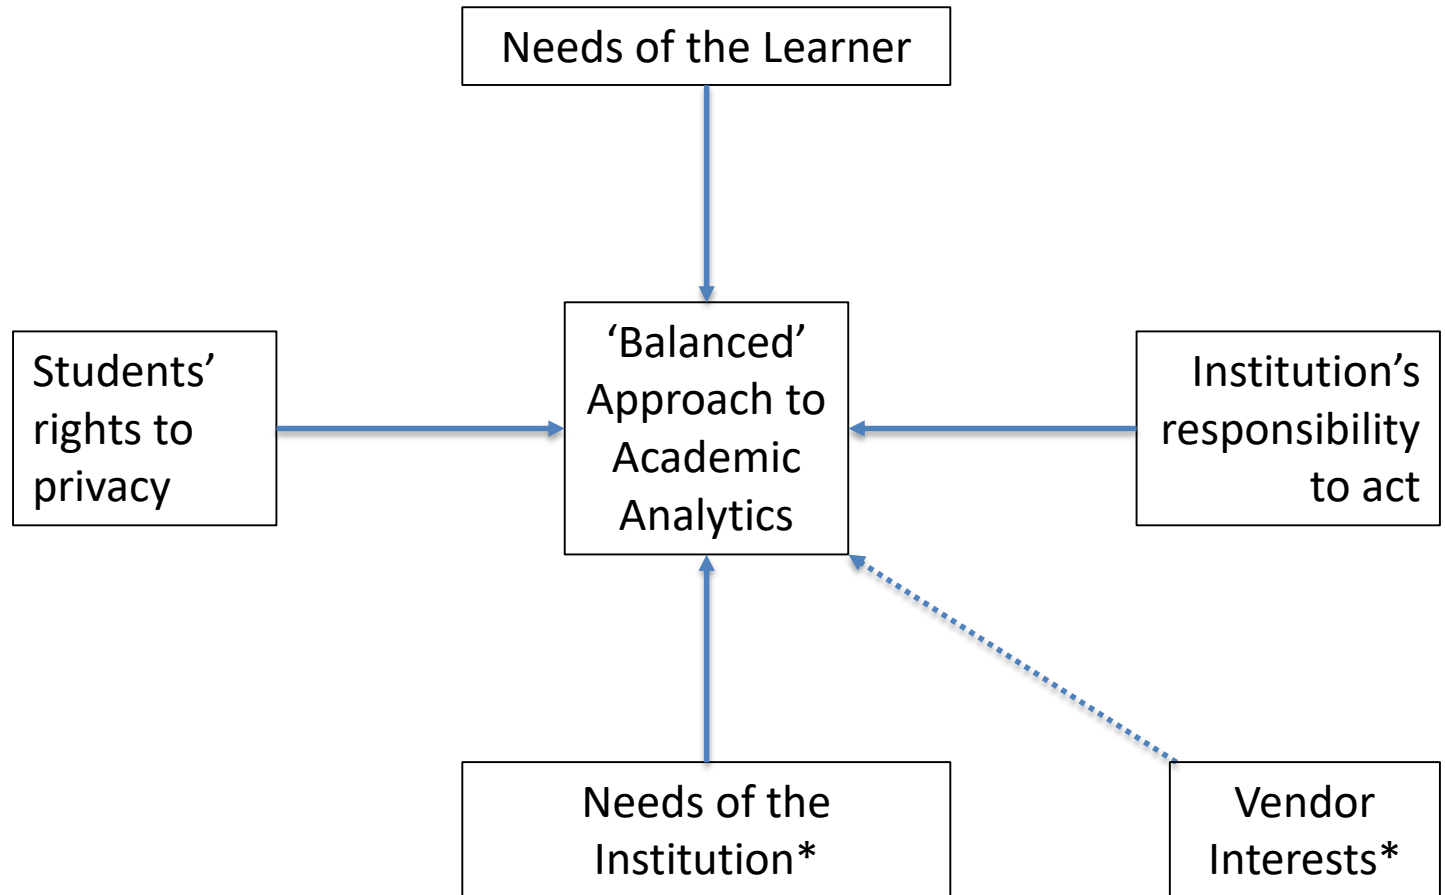 Needs of the Learner
Students’
rights to
privacy
‘Balanced’
Approach to
Academic
Analytics
Institution’s
responsibility
to act
Needs of the
Institution*
Vendor
Interests*